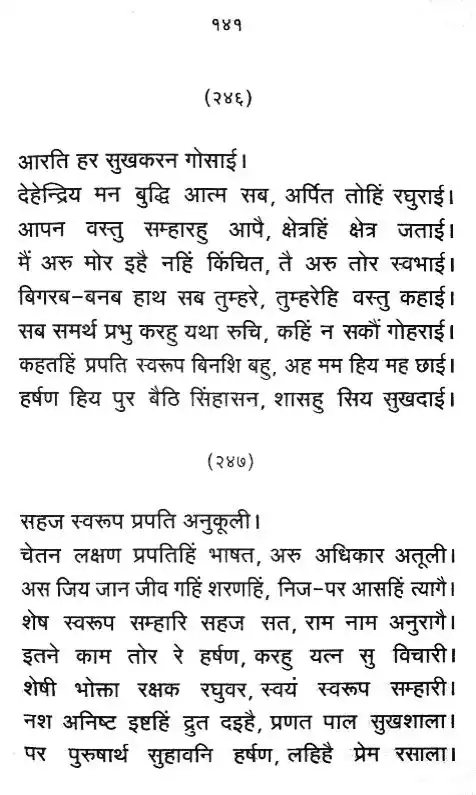 १४१
(२४६)
आरति हर सुखकरन गोसाई।
देहेन्द्रिय मन बुद्धि आत्म सब, अर्पित तोहिं रघुराई।
आपन वस्तु सम्हारहु आपै, क्षेत्रहिं क्षेत्र जताई।
मैं अरु मोर इहै नहिं किंचित, तै अरु तोर स्वभाई।
बिगरब-बनब हाथ सब तुम्हरे, तुम्हरेहि वस्तु कहाई।
सब समर्थ प्रभु करहु यथा रुचि, कहिं न सकौं गोहराई।
कहतहिं प्रपति स्वरूप बिनशि बहु, अह मम हिय मह छाई।
हर्षण हिय पुर बैठि सिंहासन, शासहु सिय सुखदाई।
(२४७)
सहज स्वरूप प्रपति अनुकूली।
चेतन लक्षण प्रपतिहिं भाषत, अरु अधिकार अतूली।
अस जिय जान जीव गहिं शरणहिं, निज-पर आसहिं त्यागै।
शेष स्वरूप सम्हारि सहज सत, राम नाम अनुरागै।
इतने काम तोर रे हर्षण, करहु यत्न सु विचारी।
शेषी भोक्ता रक्षक रघुवर, स्वयं स्वरूप सम्हारी।
नश अनिष्ट इष्टहिं द्रुत दइहै, प्रणत पाल सुखशाला।
पर पुरुषार्थ सुहावनि हर्षण, लहिहै प्रेम रसाला।